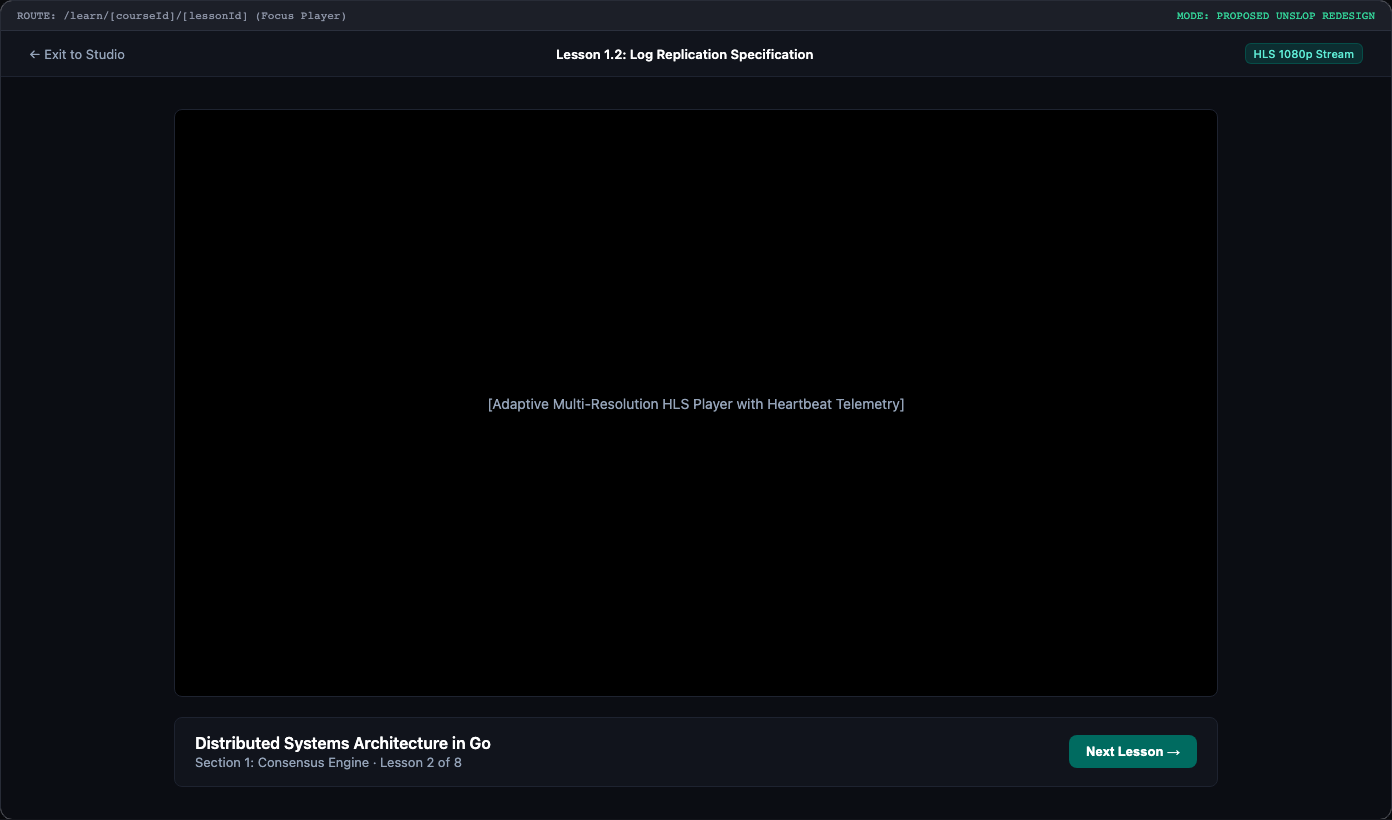 ROUTE: /learn/[courseId]/[lessonId] (Focus Player)
MODE: PROPOSED UNSLOP REDESIGN
← Exit to Studio
Lesson 1.2: Log Replication Specification
HLS 1080p Stream
[Adaptive Multi-Resolution HLS Player with Heartbeat Telemetry]
Distributed Systems Architecture in Go
Section 1: Consensus Engine · Lesson 2 of 8
Next Lesson →